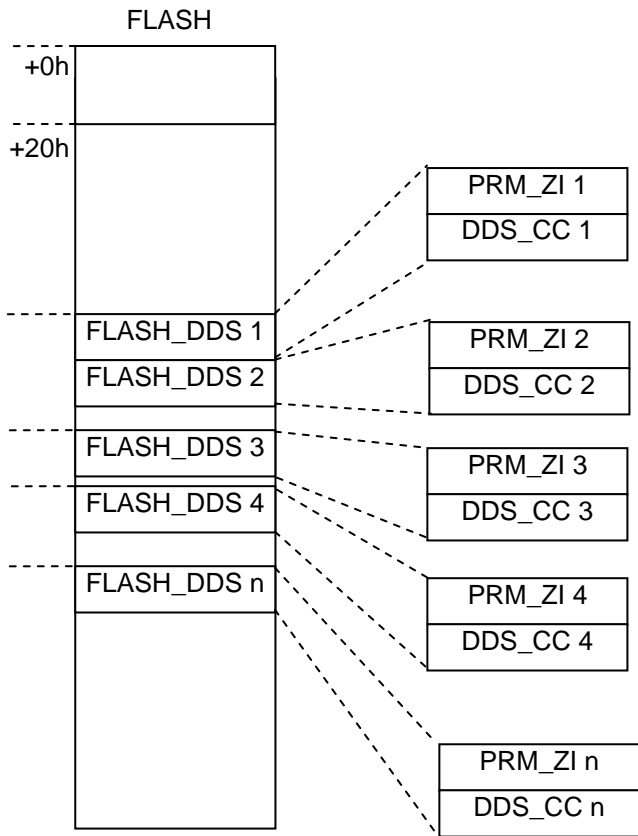 FLASH
+0h
+20h
PRM_ZI 1
DDS_CC 1
FLASH_DDS 1
PRM_ZI 2
FLASH_DDS 2
DDS_CC 2
FLASH_DDS 3
PRM_ZI 3
FLASH_DDS 4
DDS_CC 3
FLASH_DDS n
PRM_ZI 4
DDS_CC 4
PRM_ZI n
DDS_CC n